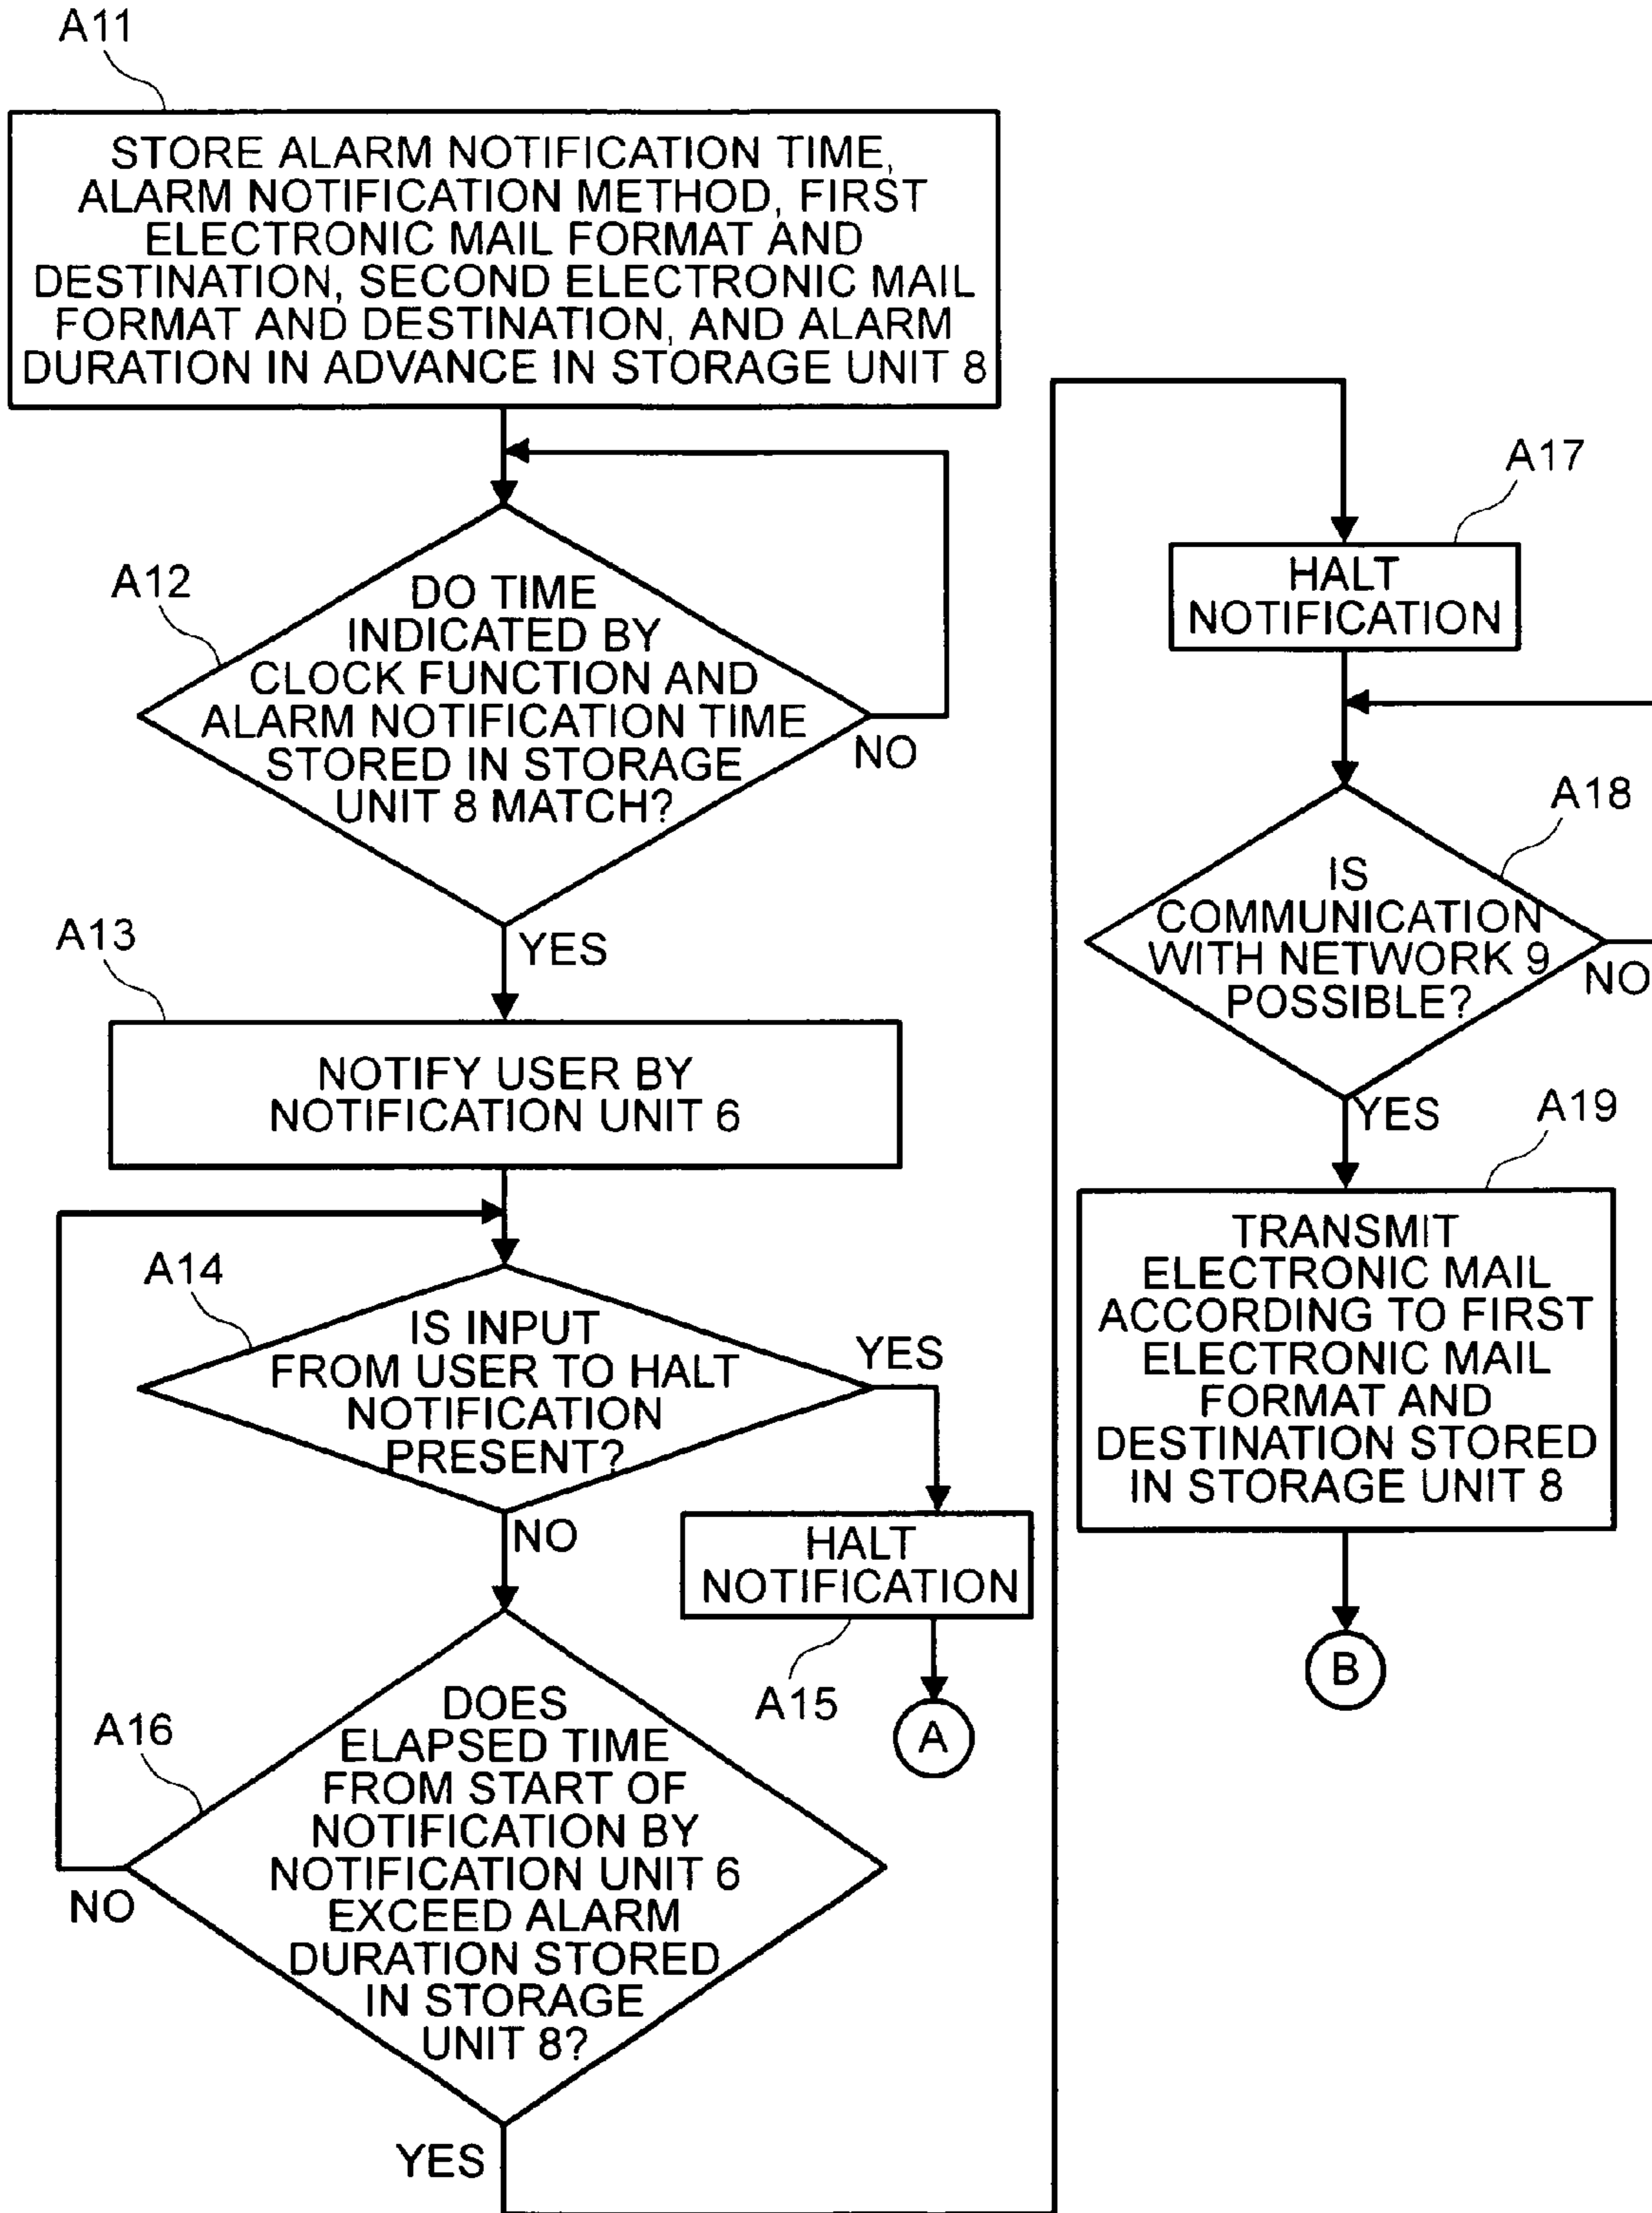 A11
STORE ALARM NOTIFICATION TIME,
ALARM NOTIFICATION METHOD, FIRST
ELECTRONIC MAIL FORMAT AND
DESTINATION, SECOND ELECTRONIC MAIL
FORMAT AND DESTINATION, AND ALARM
DURATION IN ADVANCE IN STORAGE UNIT 8
A12
DO TIME
INDICATED BY
CLOCK FUNCTION AND
ALARM NOTIFICATION TIME
STORED IN STORAGE
UNIT 8 MATCH?
NO
YES
A13
NOTIFY USER BY
NOTIFICATION UNIT 6
A14
IS INPUT
FROM USER TO HALT
NOTIFICATION
PRESENT?
YES
NO
HALT
NOTIFICATION
A15
A
A16
DOES
ELAPSED TIME
FROM START OF
NOTIFICATION BY
NOTIFICATION UNIT 6
EXCEED ALARM
DURATION STORED
IN STORAGE
UNIT 8?
NO
YES
A17
HALT
NOTIFICATION
A18
IS
COMMUNICATION
WITH NETWORK 9
POSSIBLE?
NO
YES
A19
TRANSMIT
ELECTRONIC MAIL
ACCORDING TO FIRST
ELECTRONIC MAIL
FORMAT AND
DESTINATION STORED
IN STORAGE UNIT 8
B